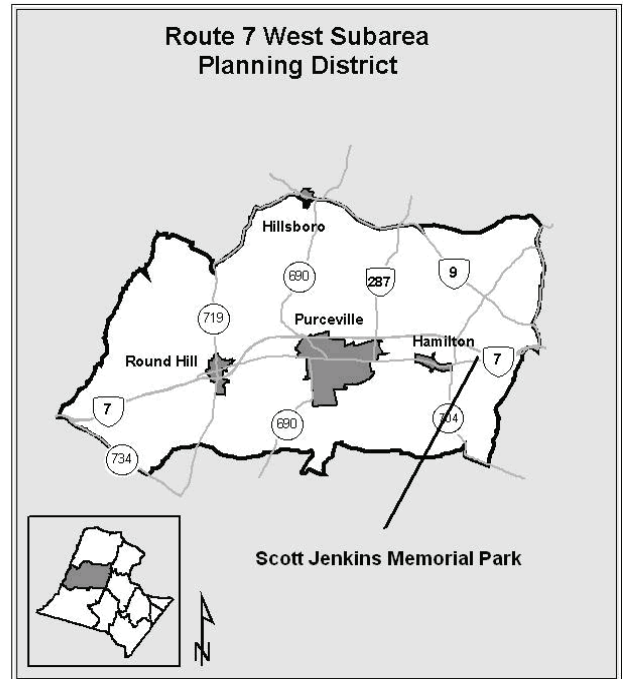 Route 7 West Subarea
Planning District
Hillsboro
690
287
9
719
Purceville
Hamilton
Round Hill
7
7
690
704
734
Scott Jenkins Memorial Park
N